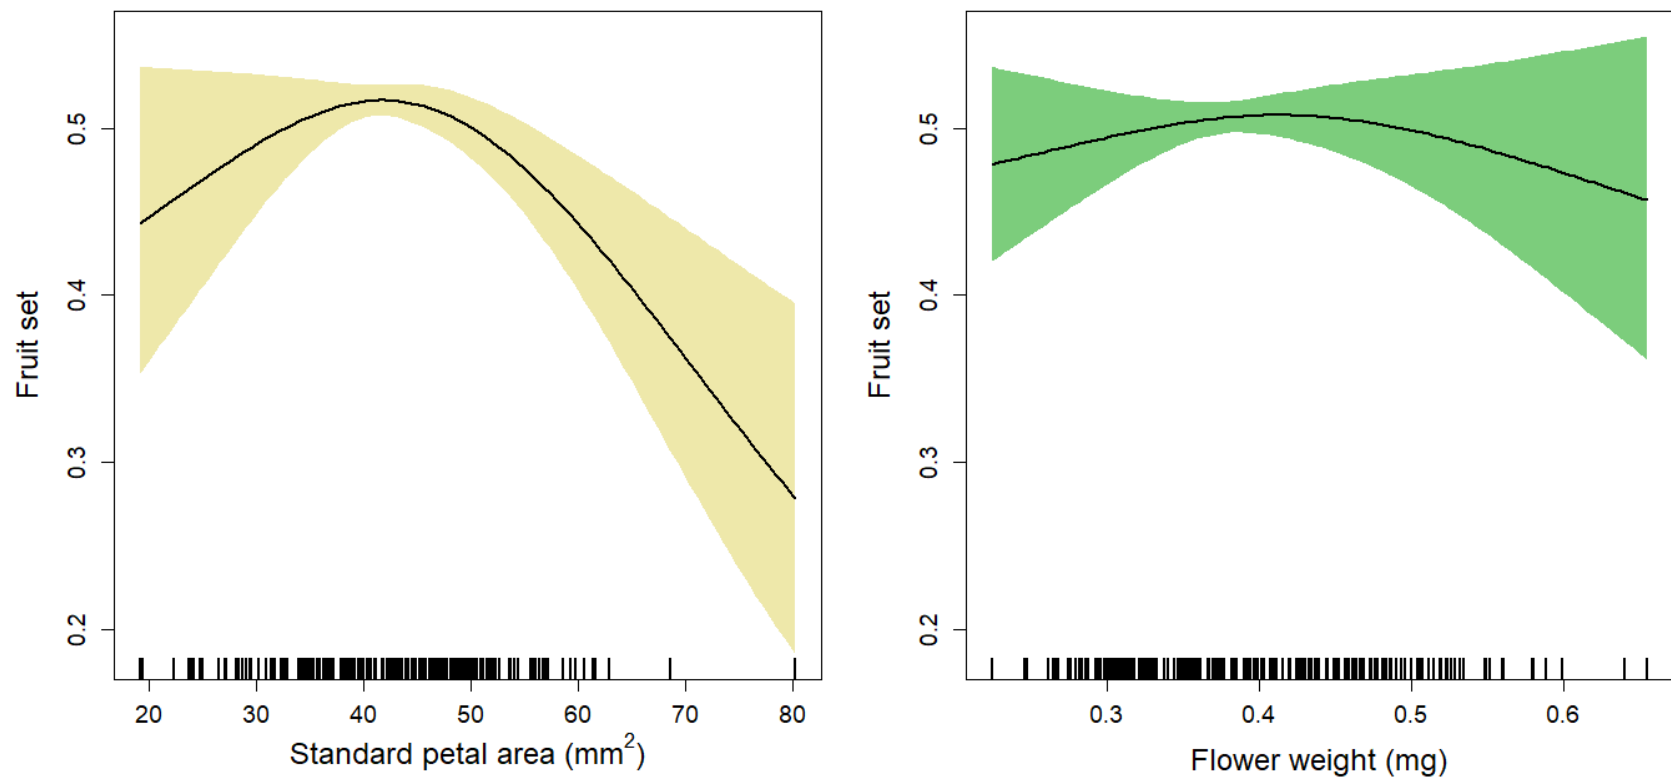 Fruit set
0.5
0.4
0.3
0.2
20 30 40 50 60 70 80
Standard petal area (mm²)
Fruit set
0.5
0.4
0.3
0.2
0.3 0.4 0.5 0.6
Flower weight (mg)